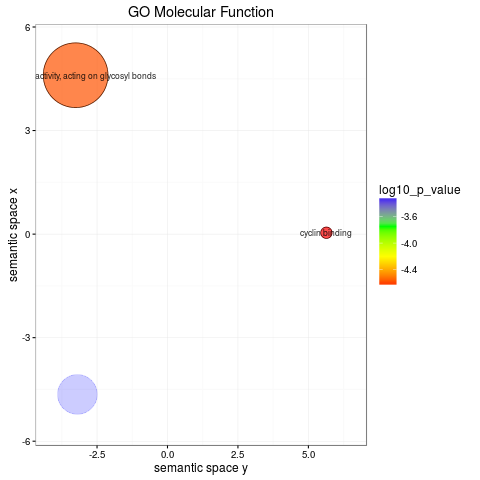 GO Molecular Function
6
3
0
-3
-6
semantic space x
activity, acting on glycosyl bonds
cyclin binding
-2.5
0.0
2.5
5.0
semantic space y
log10_p_value
-3.6
-4.0
-4.4